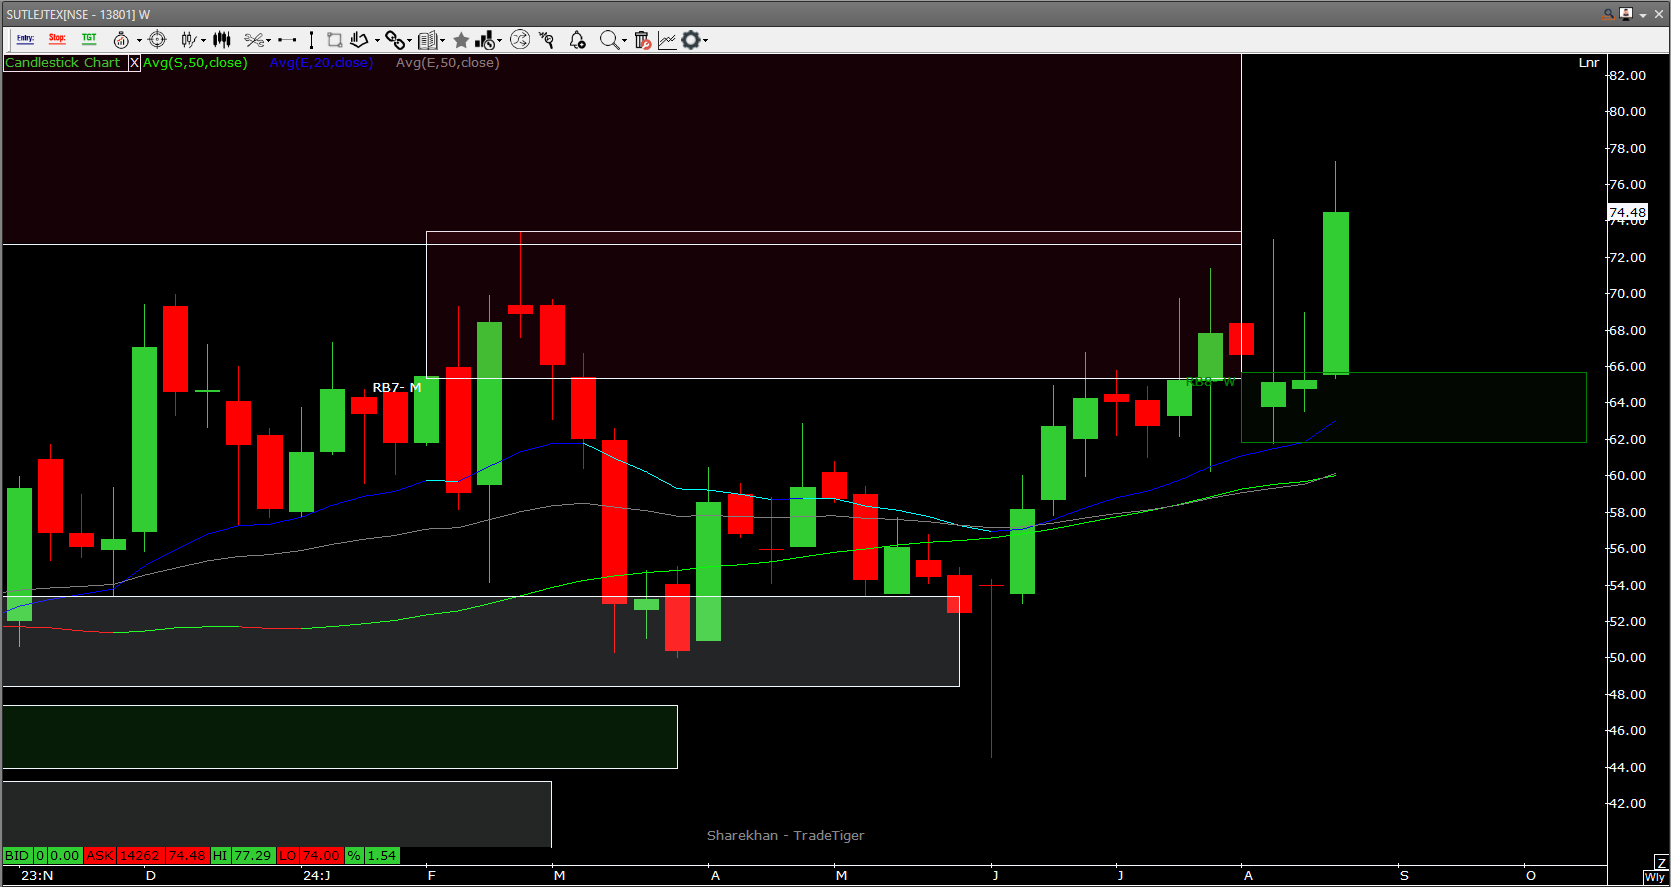 SUTLEJTEX[NSE - 13801] W
Entry: Stop: TGT
Candlestick Chart X Avg(S,50,close) Avg(E,20,close) Avg(E,50,close) Lnr
82.00
80.00
78.00
76.00
74.48
74.00
72.00
70.00
68.00
66.00
RB7- M
64.00
62.00
60.00
58.00
56.00
54.00
52.00
50.00
48.00
46.00
44.00
42.00
Sharekhan - TradeTiger
BID 0 0.00 ASK 14262 74.48 HI 77.29 LO 74.00 % 1.54
Z
23:N D 24:J F M A M J J A S O Wly